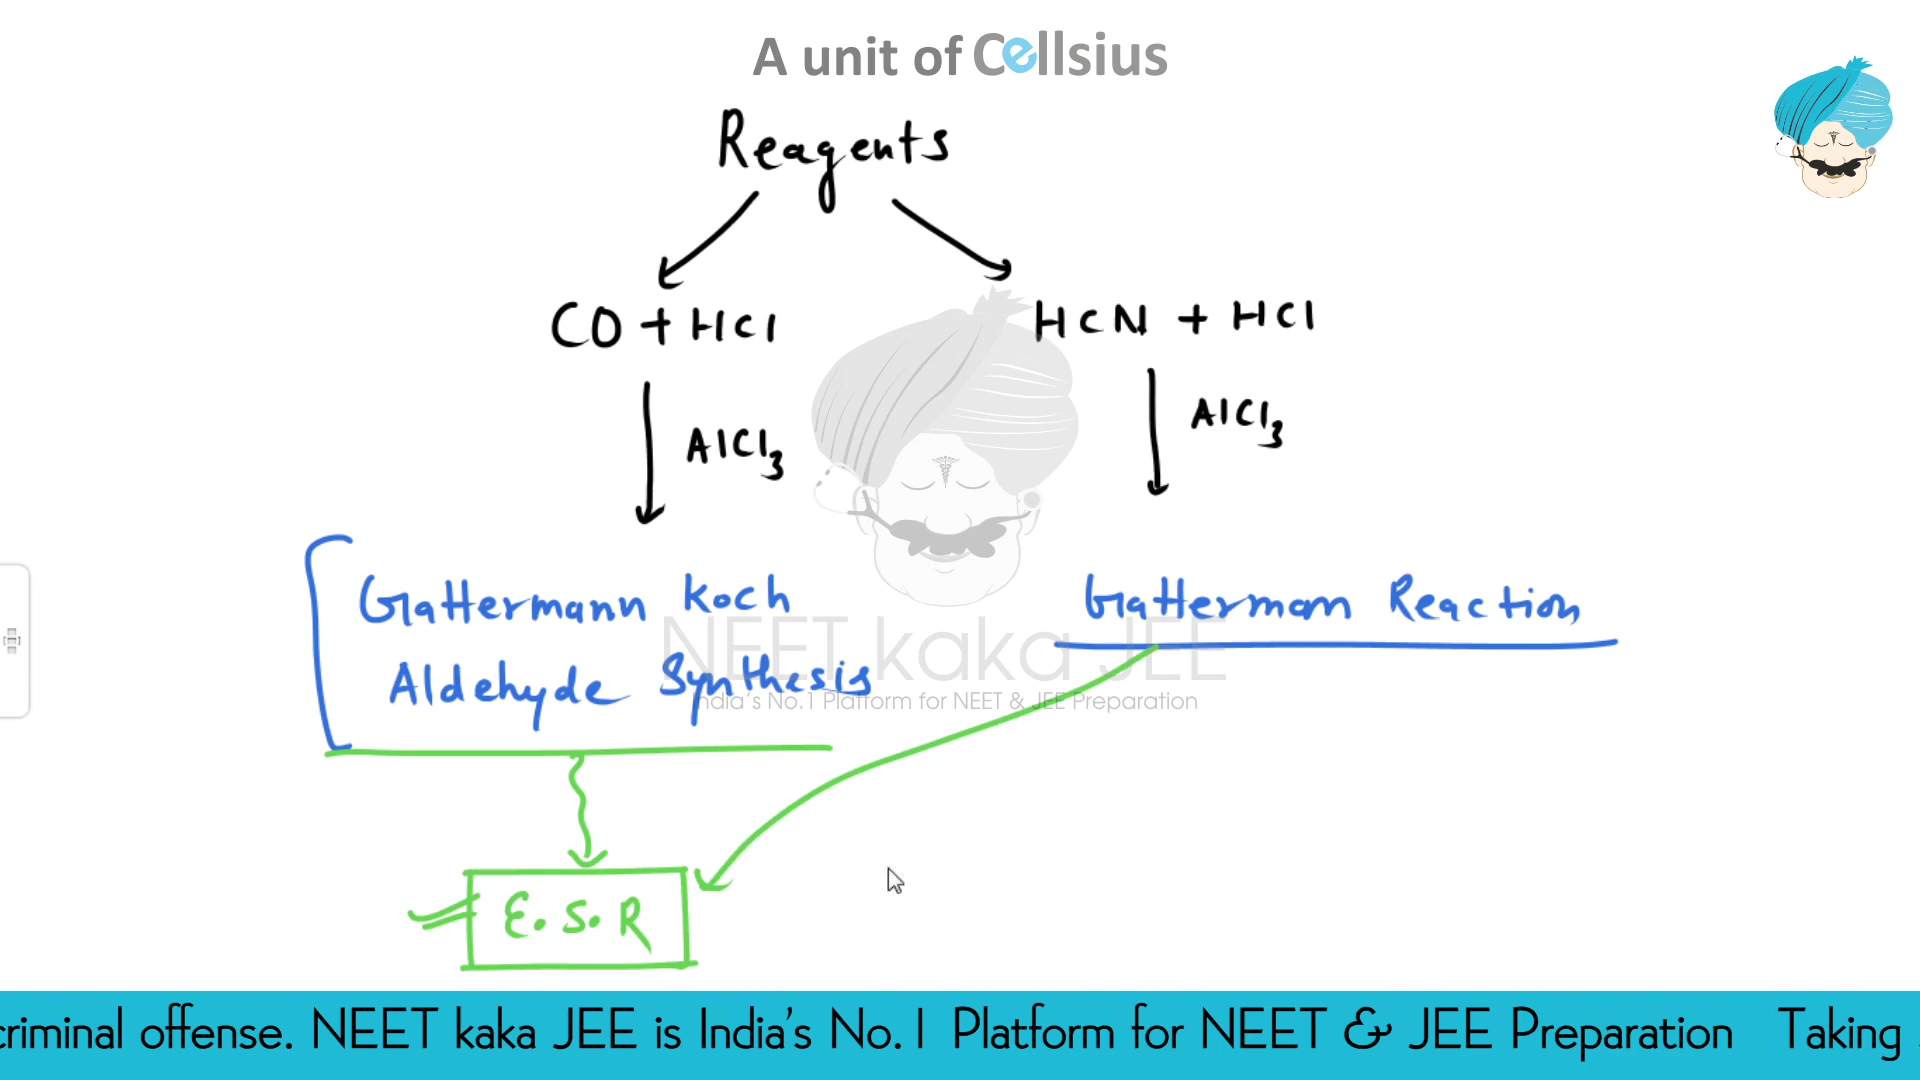 A unit of Cellsius
Reagents
CO + HCl
HCN + HCl
AlCl3
AlCl3
Gattermann Koch
Aldehyde Synthesis
Gatterman Reaction
NEET kaka JEE
India's No.1 Platform for NEET & JEE Preparation
E.S.R
criminal offense. NEET kaka JEE is India's No.1 Platform for NEET & JEE Preparation Taking